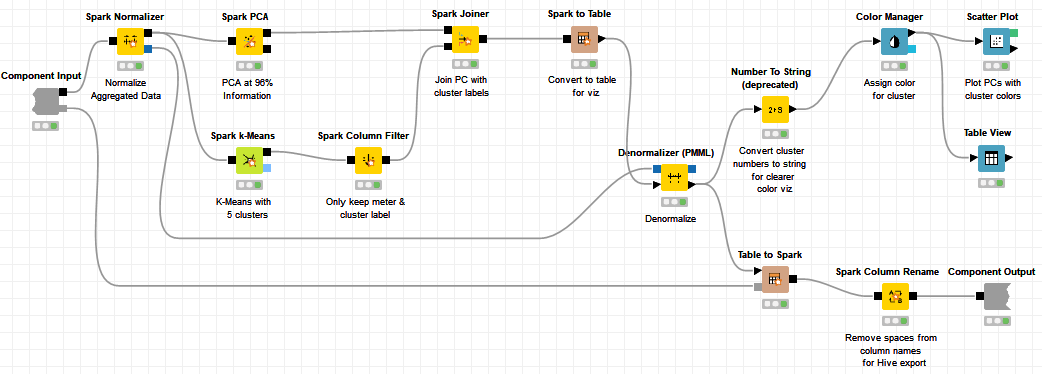 Spark Normalizer
Normalize
Aggregated Data
Spark PCA
PCA at 96%
Information
Spark Joiner
Join PC with
cluster labels
Spark to Table
Convert to table
for viz
Color Manager
Assign color
for cluster
Scatter Plot
Plot PCs with
cluster colors
Component Input
Number To String
(deprecated)
2+S
Convert cluster
numbers to string
for clearer
color viz
Spark k-Means
K-Means with
5 clusters
Spark Column Filter
Only keep meter &
cluster label
Denormalizer (PMML)
Denormalize
Table View
Table to Spark
Spark Column Rename
Remove spaces from
column names
for Hive export
Component Output